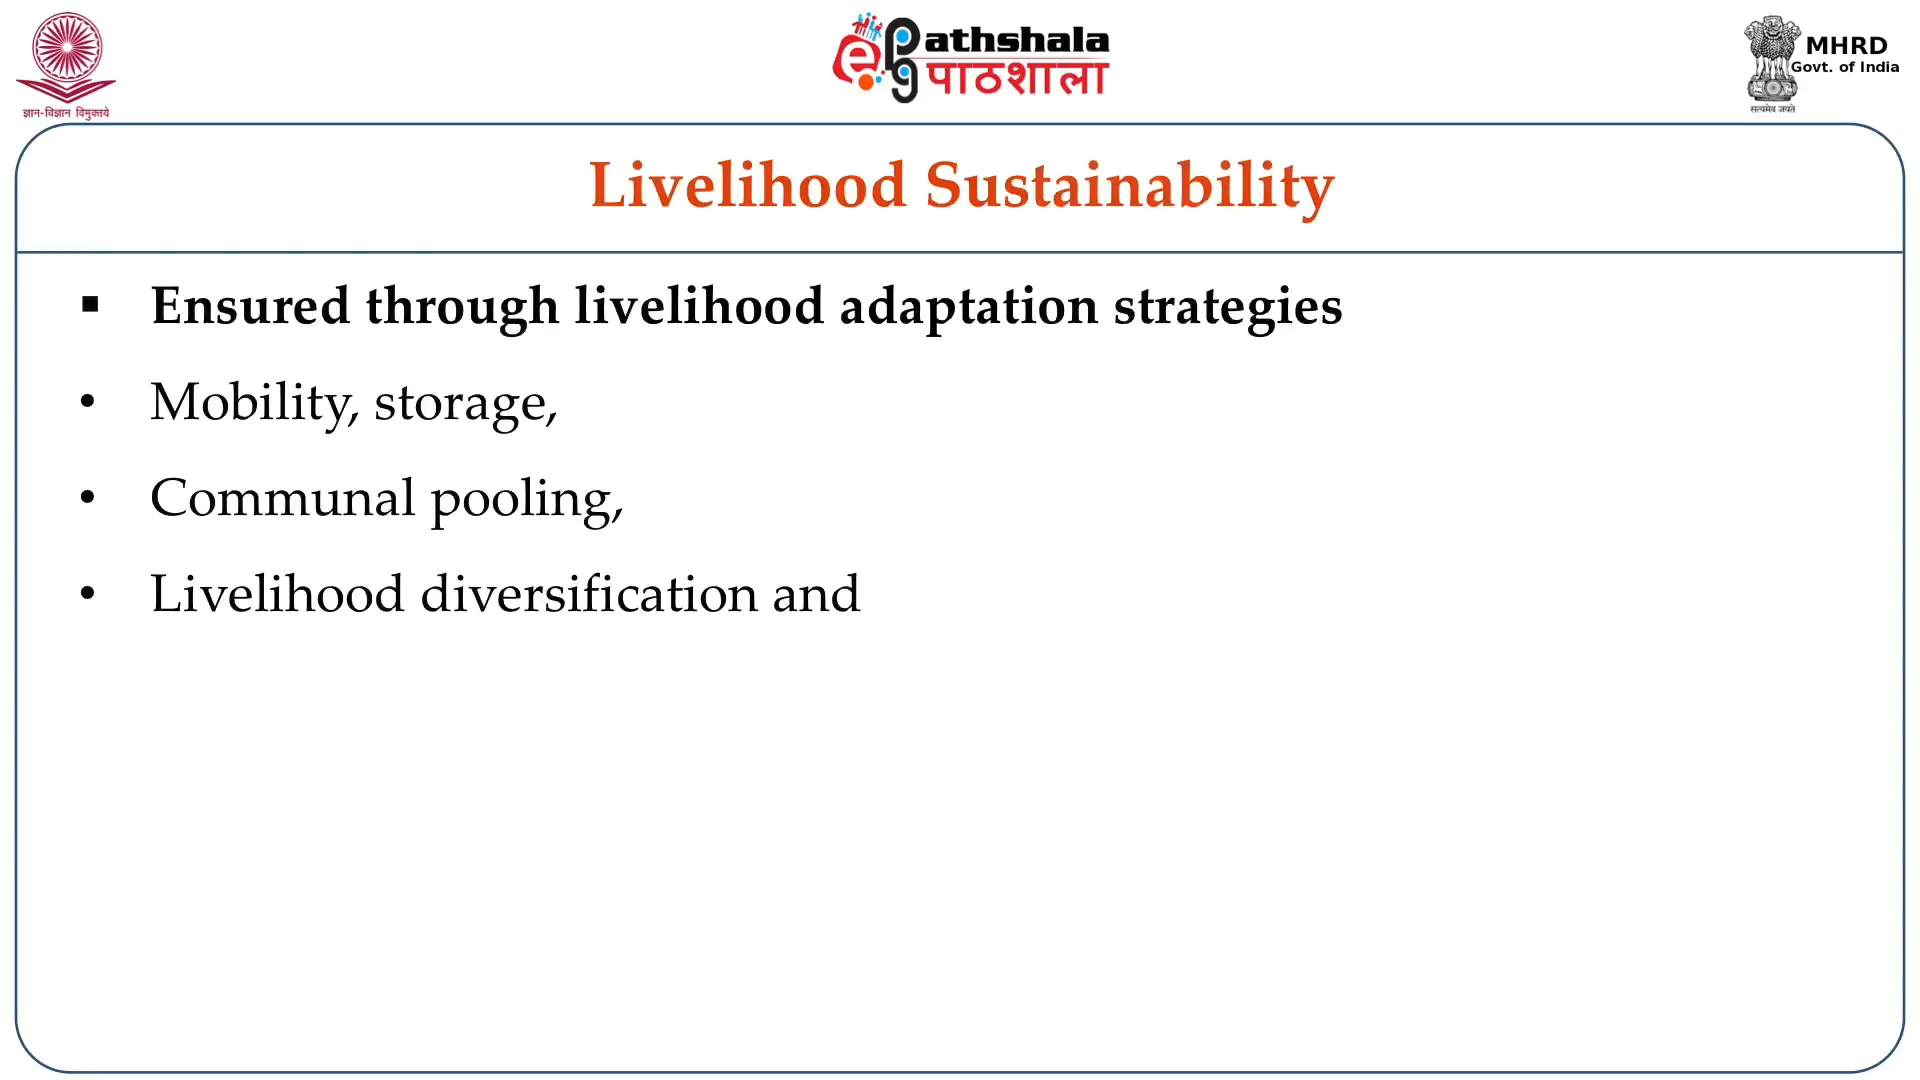 ज्ञान-विज्ञान विमुक्तये
ePathshala
पाठशाला
MHRD
Govt. of India
सत्यमेव जयते
Livelihood Sustainability
▪ Ensured through livelihood adaptation strategies
• Mobility, storage,
• Communal pooling,
• Livelihood diversification and